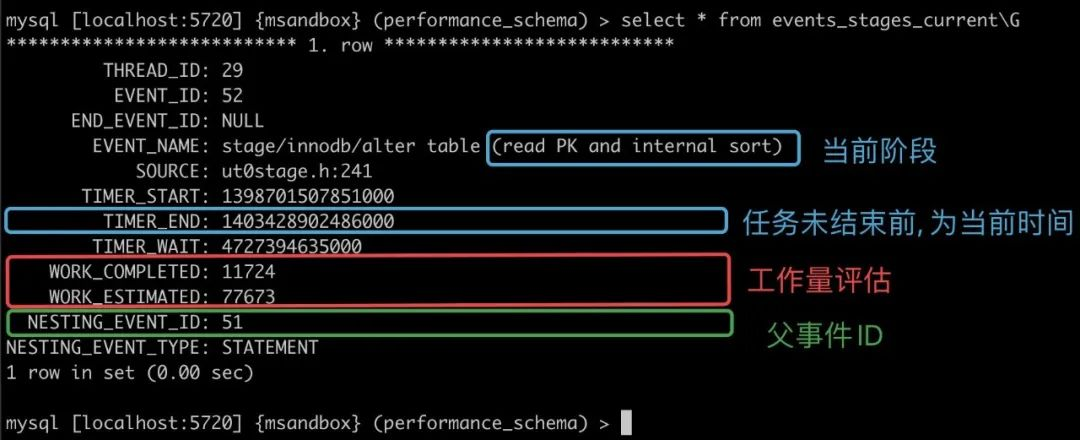 mysql [localhost:5720] {msandbox} (performance_schema) > select * from events_stages_current\G
*************************** 1. row ***************************
THREAD_ID: 29
EVENT_ID: 52
END_EVENT_ID: NULL
EVENT_NAME: stage/innodb/alter table (read PK and internal sort) 当前阶段
SOURCE: ut0stage.h:241
TIMER_START: 1398701507851000
TIMER_END: 1403428902486000 任务未结束前, 为当前时间
TIMER_WAIT: 4727394635000
WORK_COMPLETED: 11724
工作量评估
WORK_ESTIMATED: 77673
NESTING_EVENT_ID: 51 父事件ID
NESTING_EVENT_TYPE: STATEMENT
1 row in set (0.00 sec)
mysql [localhost:5720] {msandbox} (performance_schema) >